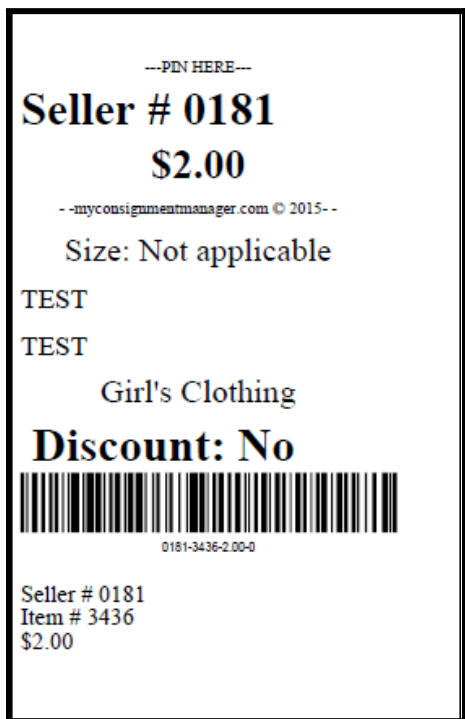 ---PIN HERE---
Seller # 0181
$2.00
- -myconsignmentmanager.com © 2015- -
Size: Not applicable
TEST
TEST
Girl's Clothing
Discount: No
0181-3436-2.00-0
Seller # 0181
Item # 3436
$2.00